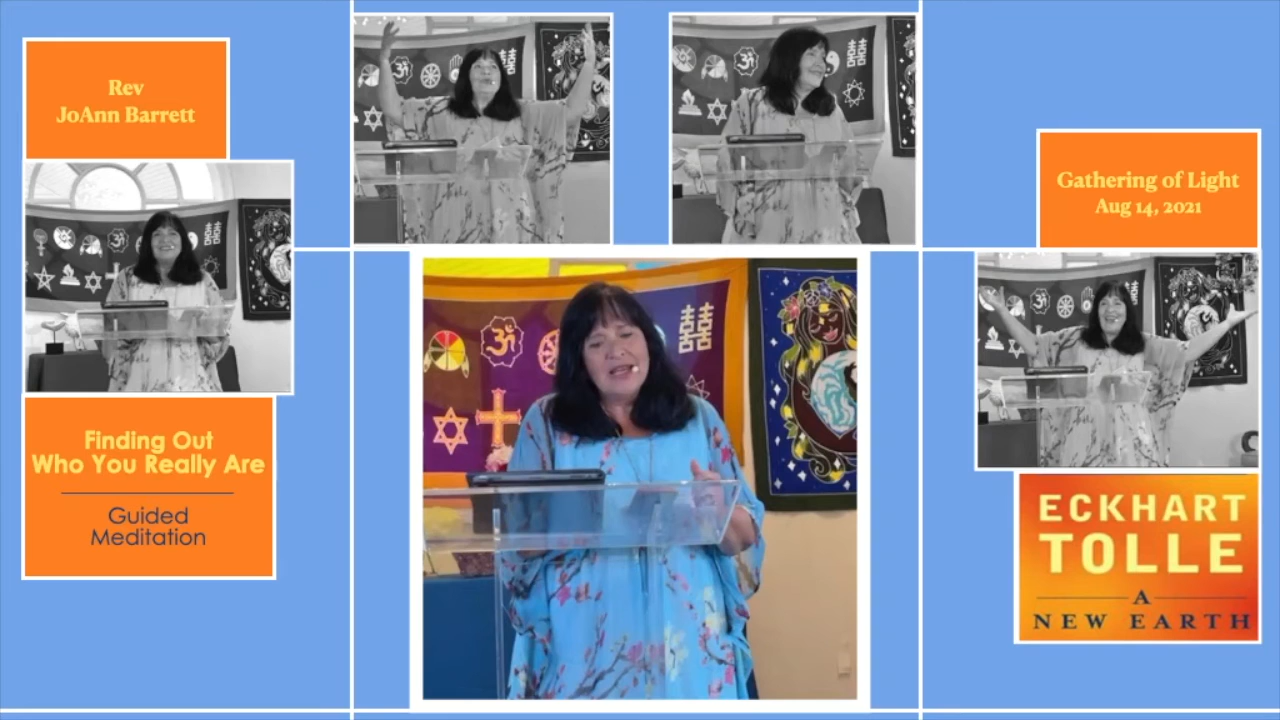 Rev
JoAnn Barrett
Gathering of Light
Aug 14, 2021
Finding Out
Who You Really Are
Guided
Meditation
ECKHART
TOLLE
A
NEW EARTH